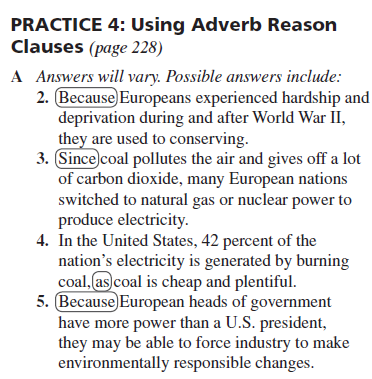 PRACTICE 4: Using Adverb Reason
Clauses (page 228)
A Answers will vary. Possible answers include:
2. Because Europeans experienced hardship and
deprivation during and after World War II,
they are used to conserving.
3. Since coal pollutes the air and gives off a lot
of carbon dioxide, many European nations
switched to natural gas or nuclear power to
produce electricity.
4. In the United States, 42 percent of the
nation's electricity is generated by burning
coal, as coal is cheap and plentiful.
5. Because European heads of government
have more power than a U.S. president,
they may be able to force industry to make
environmentally responsible changes.